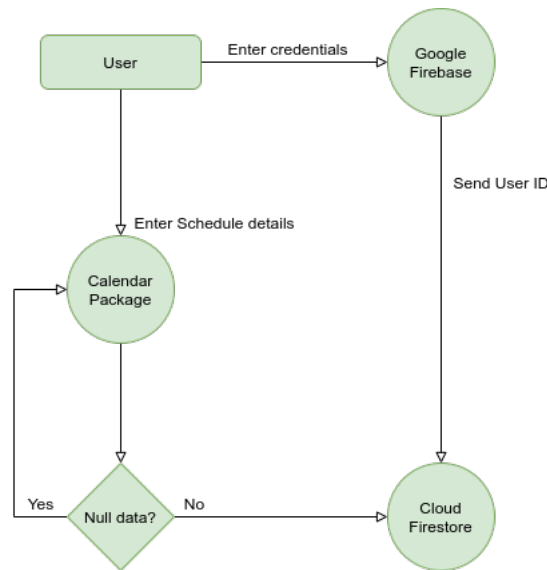 User
Enter credentials
Google
Firebase
Send User ID
Enter Schedule details
Calendar
Package
Yes
Null data?
No
Cloud
Firestore